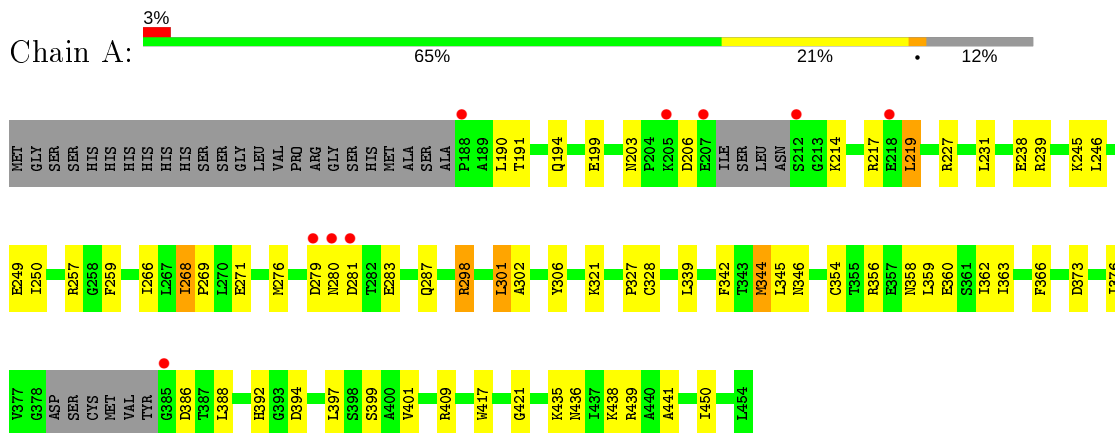 3%
Chain A:
65% 21% • 12%
MET GLY SER SER HIS HIS HIS HIS HIS HIS SER SER GLY LEU VAL PRO ARG GLY SER HIS MET ALA SER ALA P188 A189 L190 T191 Q194 E199 N203 P204 K205 D206 E207 ILE SER LEU ASN S212 G213 K214 R217 E218 L219 R227 L231 E238 R239 K245 L246
E249 I250 R257 G258 F259 I266 L267 I268 P269 L270 E271 M276 D279 N280 D281 T282 E283 Q287 R298 L301 A302 Y306 K321 P327 C328 L339 F342 T343 M344 L345 N346 C354 T355 R356 E357 N358 L359 E360 S361 I362 I363 F366 D373 I376
V377 G378 ASP SER CYS MET VAL TYR G385 D386 T387 L388 H392 G393 D394 L397 S398 S399 A400 V401 R409 W417 G421 K435 N436 I437 K438 R439 A440 A441 I450 L454